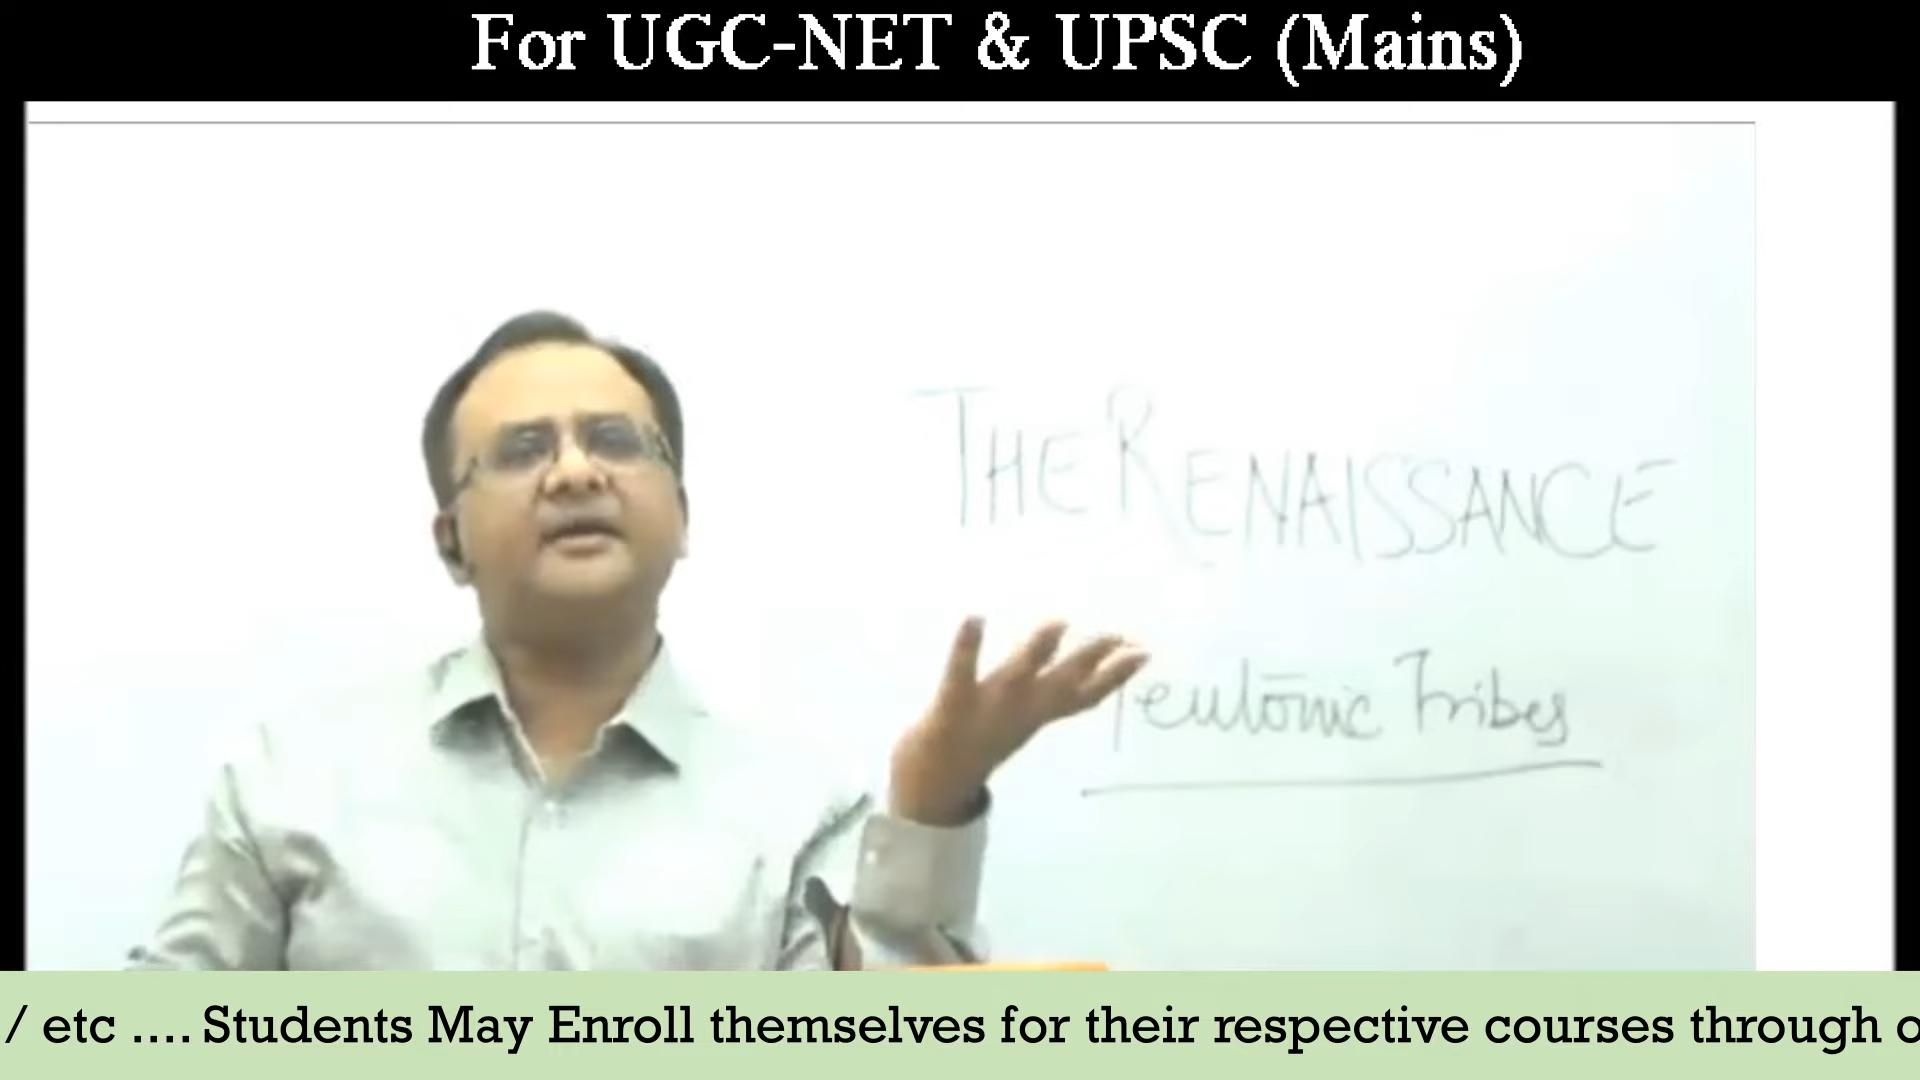 For UGC-NET & UPSC (Mains)
THE RENAISSANCE
Teutonic Tribes
/ etc .... Students May Enroll themselves for their respective courses through